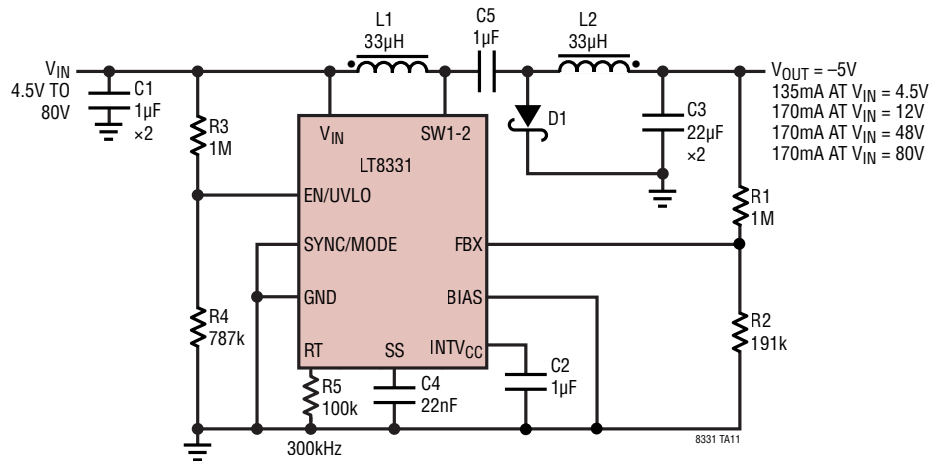 L1
33µH
C5
1µF
L2
33µH
VIN
4.5V TO
80V
C1
1µF
×2
R3
1M
VIN
SW1-2
LT8331
D1
C3
22µF
×2
VOUT = –5V
135mA AT VIN = 4.5V
170mA AT VIN = 12V
170mA AT VIN = 48V
170mA AT VIN = 80V
EN/UVLO
R1
1M
SYNC/MODE
FBX
GND
BIAS
R4
787k
R2
191k
RT
SS
INTVCC
R5
100k
C4
22nF
C2
1µF
300kHz
8331 TA11